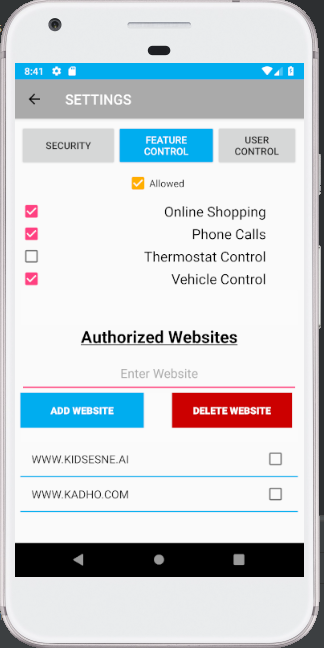 8:41
SETTINGS
SECURITY
FEATURE
CONTROL
USER
CONTROL
Allowed
Online Shopping
Phone Calls
Thermostat Control
Vehicle Control
Authorized Websites
Enter Website
ADD WEBSITE
DELETE WEBSITE
WWW.KIDSESNE.AI
WWW.KADHO.COM